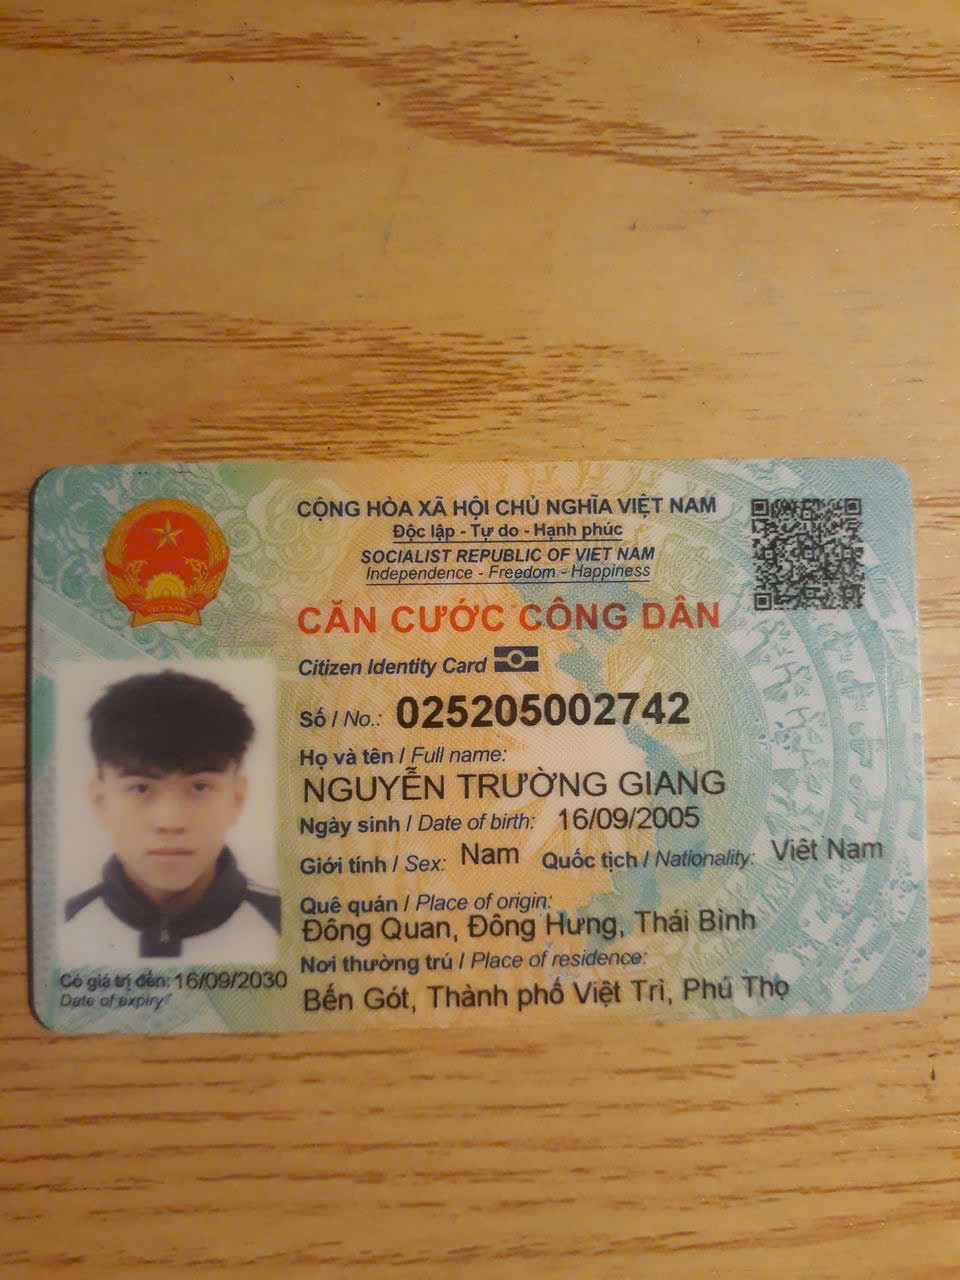 CỘNG HÒA XÃ HỘI CHỦ NGHĨA VIỆT NAM
Độc lập - Tự do - Hạnh phúc
SOCIALIST REPUBLIC OF VIET NAM
Independence - Freedom - Happiness
CĂN CƯỚC CÔNG DÂN
Citizen Identity Card
Số / No.: 025205002742
Họ và tên / Full name:
NGUYỄN TRƯỜNG GIANG
Ngày sinh / Date of birth: 16/09/2005
Giới tính / Sex: Nam Quốc tịch / Nationality: Việt Nam
Quê quán / Place of origin:
Đông Quan, Đông Hưng, Thái Bình
Nơi thường trú / Place of residence:
Bến Gót, Thành phố Việt Trì, Phú Thọ
Có giá trị đến: 16/09/2030
Date of expiry
VIỆT NAM